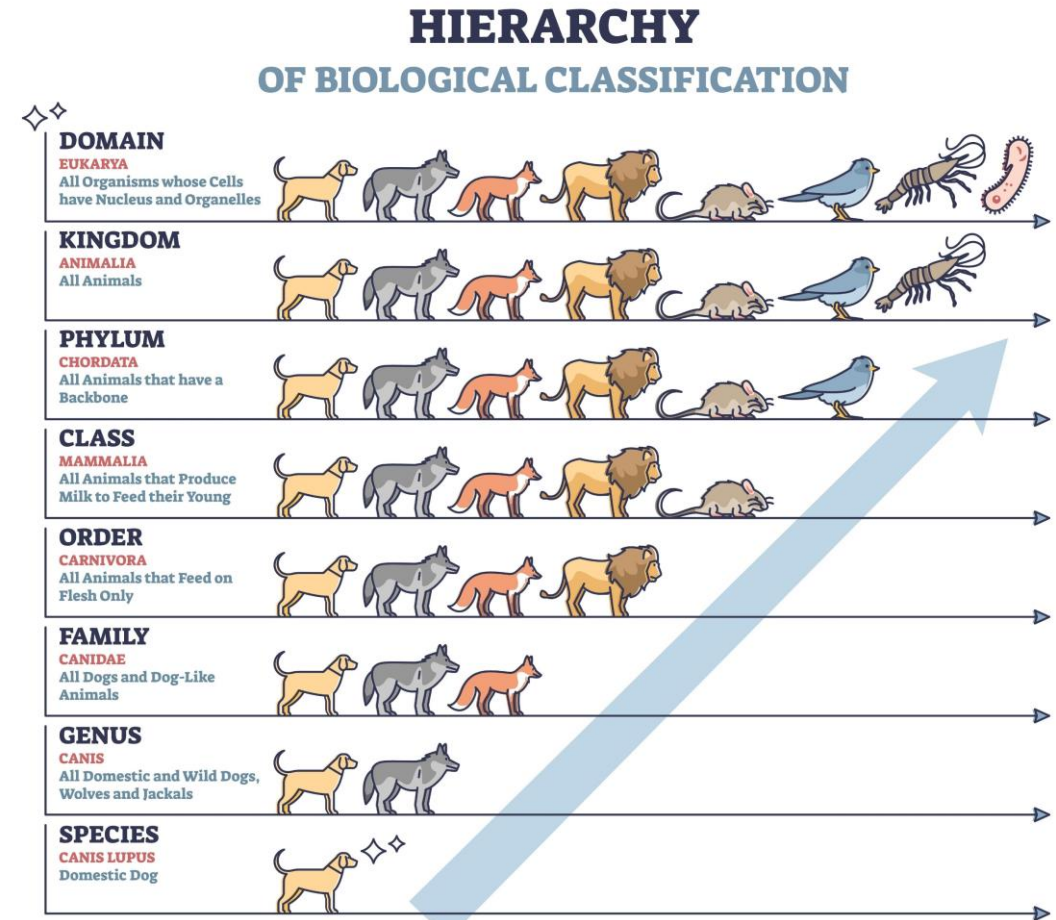 HIERARCHY
OF BIOLOGICAL CLASSIFICATION
DOMAIN
EUKARYA
All Organisms whose Cells
have Nucleus and Organelles
KINGDOM
ANIMALIA
All Animals
PHYLUM
CHORDATA
All Animals that have a
Backbone
CLASS
MAMMALIA
All Animals that Produce
Milk to Feed their Young
ORDER
CARNIVORA
All Animals that Feed on
Flesh Only
FAMILY
CANIDAE
All Dogs and Dog-Like
Animals
GENUS
CANIS
All Domestic and Wild Dogs,
Wolves and Jackals
SPECIES
CANIS LUPUS
Domestic Dog